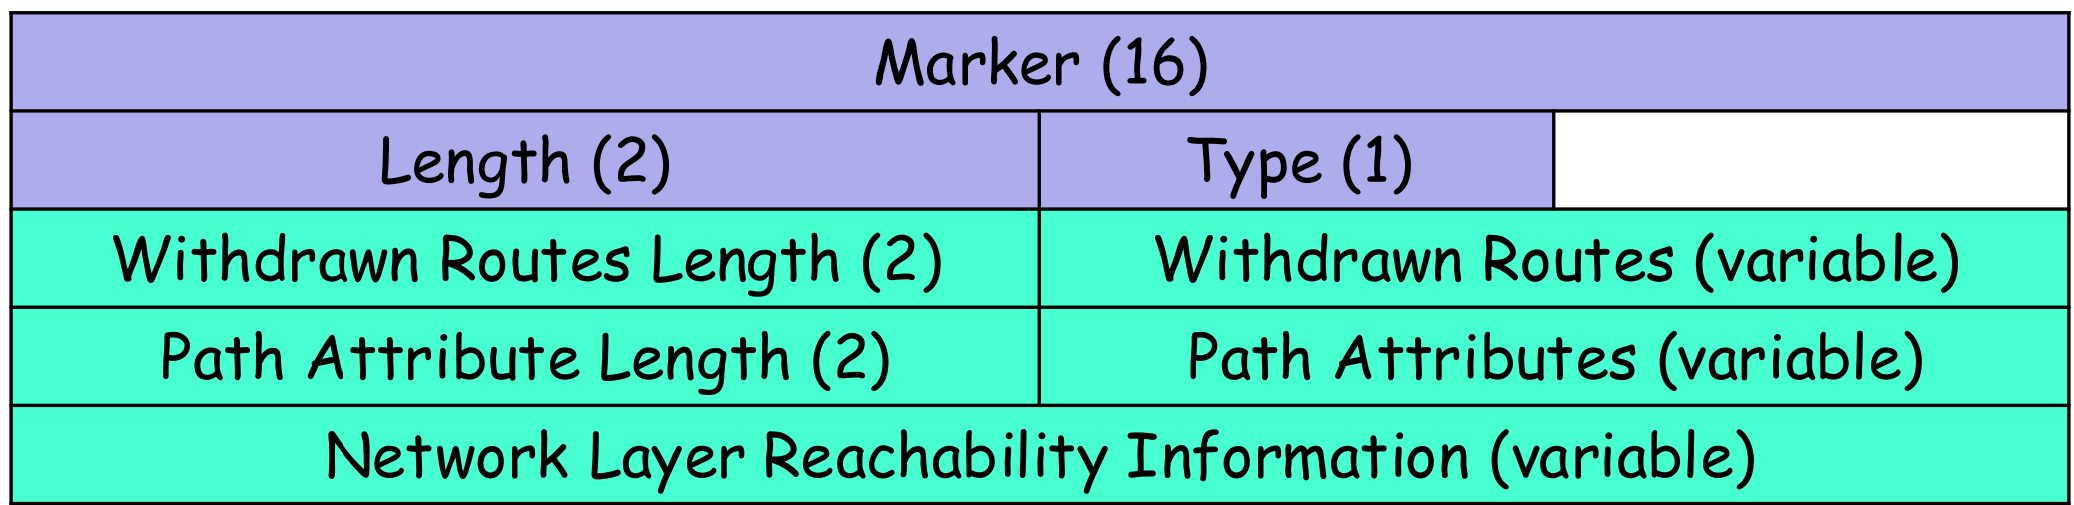 Marker (16)
Length (2)
Type (1)
Withdrawn Routes Length (2)
Withdrawn Routes (variable)
Path Attribute Length (2)
Path Attributes (variable)
Network Layer Reachability Information (variable)